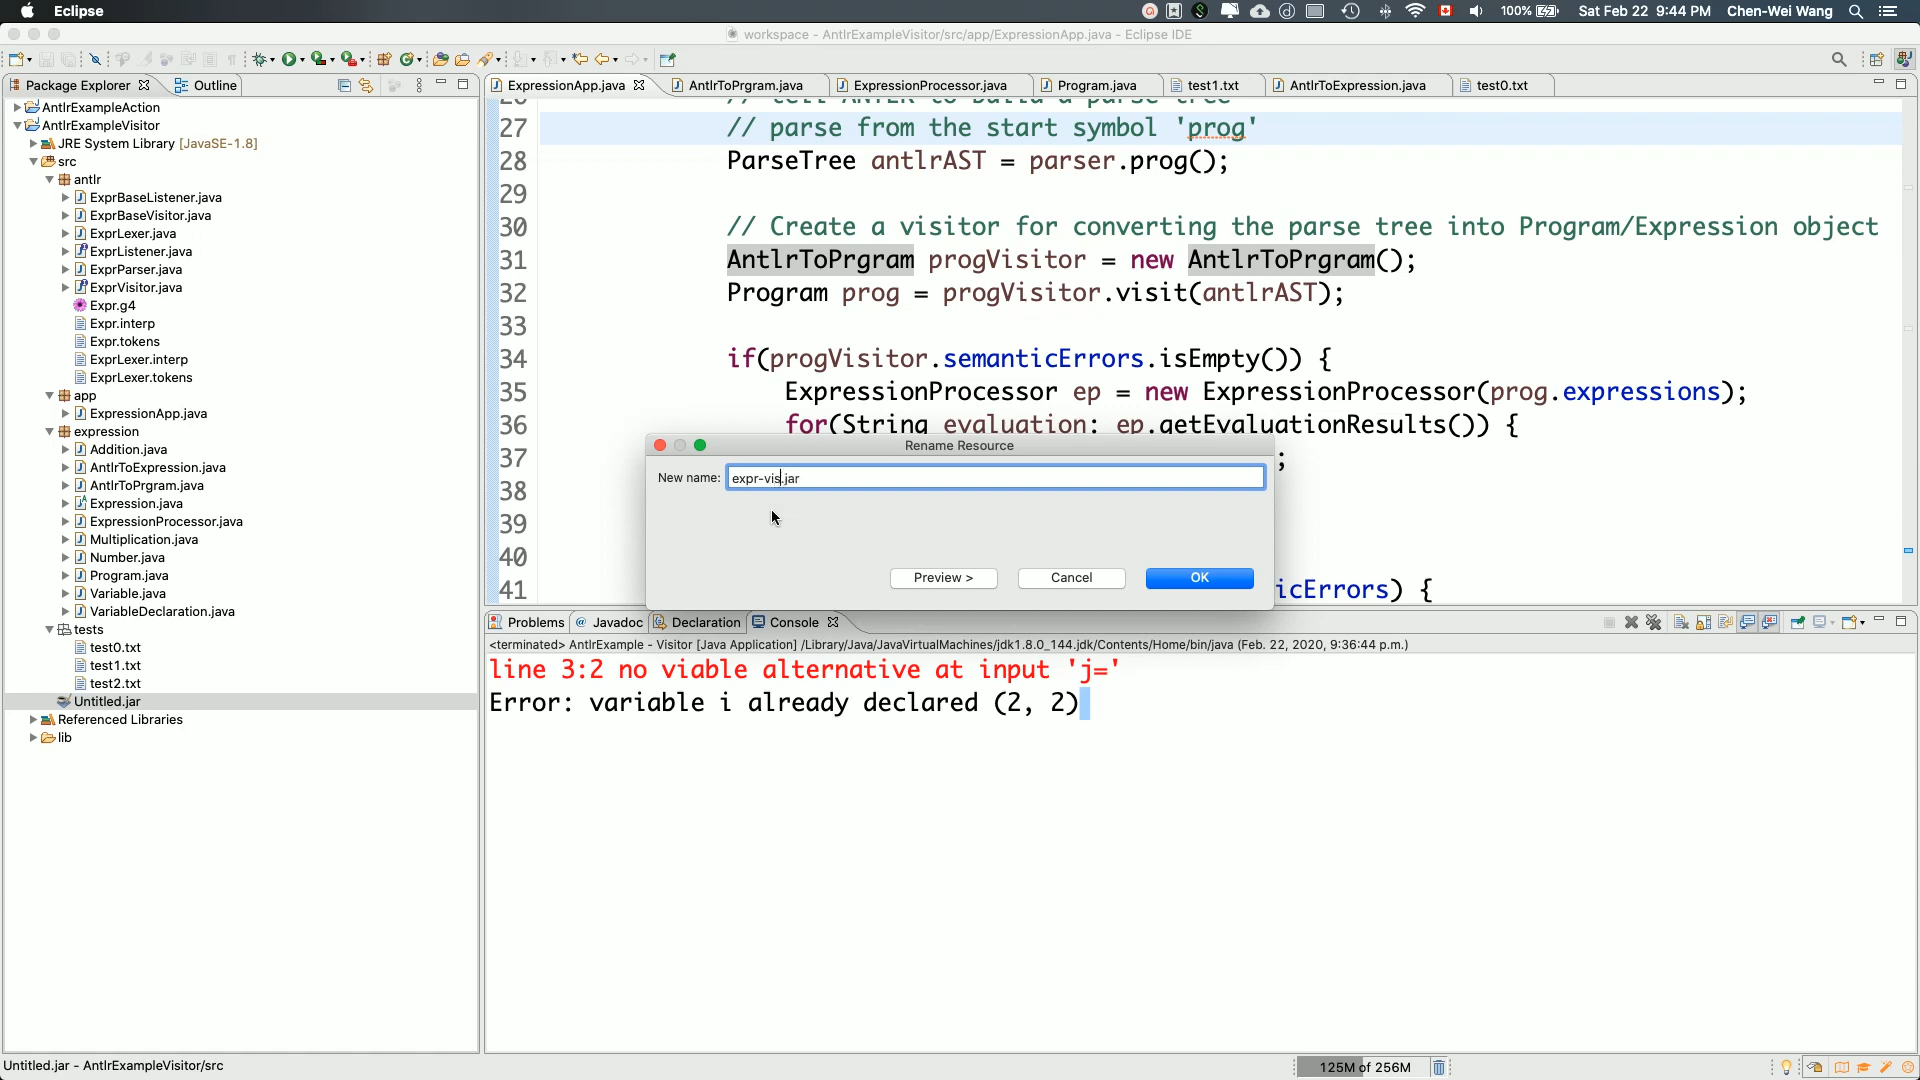 Eclipse
100%
Sat Feb 22 9:44 PM
Chen-Wei Wang
workspace - AntlrExampleVisitor/src/app/ExpressionApp.java - Eclipse IDE
Package Explorer
Outline
ExpressionApp.java
AntlrToPrgram.java
ExpressionProcessor.java
Program.java
test1.txt
AntlrToExpression.java
test0.txt
AntlrExampleAction
AntlrExampleVisitor
JRE System Library [JavaSE-1.8]
src
antlr
ExprBaseListener.java
ExprBaseVisitor.java
ExprLexer.java
ExprListener.java
ExprParser.java
ExprVisitor.java
Expr.g4
Expr.interp
Expr.tokens
ExprLexer.interp
ExprLexer.tokens
app
ExpressionApp.java
expression
Addition.java
AntlrToExpression.java
AntlrToPrgram.java
Expression.java
ExpressionProcessor.java
Multiplication.java
Number.java
Program.java
Variable.java
VariableDeclaration.java
tests
test0.txt
test1.txt
test2.txt
Untitled.jar
Referenced Libraries
lib
26 // tell ANTLR to build a parse tree
27 // parse from the start symbol 'prog'
28 ParseTree antlrAST = parser.prog();
29
30 // Create a visitor for converting the parse tree into Program/Expression object
31 AntlrToPrgram progVisitor = new AntlrToPrgram();
32 Program prog = progVisitor.visit(antlrAST);
33
34 if(progVisitor.semanticErrors.isEmpty()) {
35 ExpressionProcessor ep = new ExpressionProcessor(prog.expressions);
36 for(String evaluation: ep.getEvaluationResults()) {
37 ;
38
39
40
41 icErrors) {
Rename Resource
New name: expr-vis.jar
Preview >
Cancel
OK
Problems
Javadoc
Declaration
Console
<terminated> AntlrExample - Visitor [Java Application] /Library/Java/JavaVirtualMachines/jdk1.8.0_144.jdk/Contents/Home/bin/java (Feb. 22, 2020, 9:36:44 p.m.)
line 3:2 no viable alternative at input 'j='
Error: variable i already declared (2, 2)
Untitled.jar - AntlrExampleVisitor/src
125M of 256M